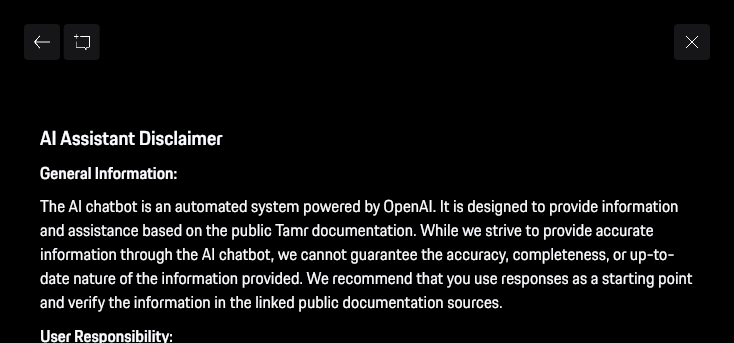 AI Assistant Disclaimer
General Information:
The AI chatbot is an automated system powered by OpenAI. It is designed to provide information
and assistance based on the public Tamr documentation. While we strive to provide accurate
information through the AI chatbot, we cannot guarantee the accuracy, completeness, or up-to-
date nature of the information provided. We recommend that you use responses as a starting point
and verify the information in the linked public documentation sources.
User Responsibility: